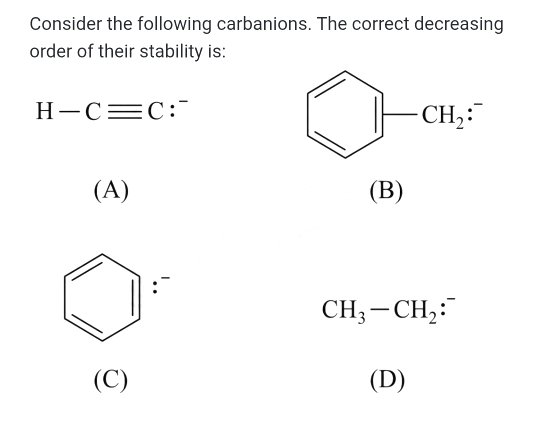 Consider the following carbanions. The correct decreasing
order of their stability is:
H—C≡C:⁻
CH₂:⁻
(A)
(B)
:⁻
CH₃—CH₂:⁻
(C)
(D)